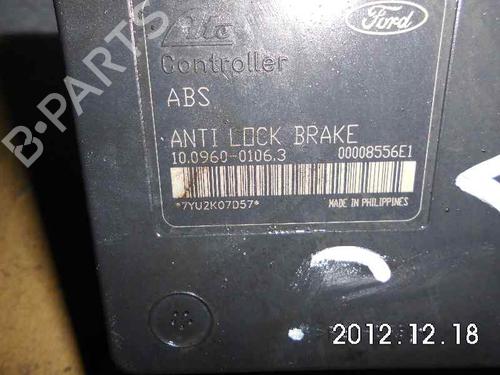 Ate
Ford
Controller
ABS
ANTI LOCK BRAKE
10.0960-0106.3 00008556E1
*7YU2K07D57* MADE IN PHILIPPINES
B-PARTS
2012.12.18